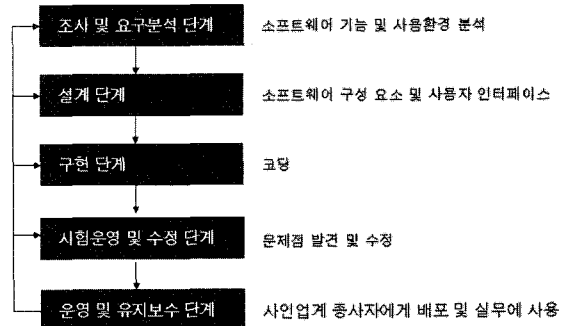 조사 및 요구분석 단계 소프트웨어 기능 및 사용환경 분석
설계 단계 소프트웨어 구성 요소 및 사용자 인터페이스
구현 단계 코딩
시험운영 및 수정 단계 문제점 발견 및 수정
운영 및 유지보수 단계 사인업계 종사자에게 배포 및 실무에 사용